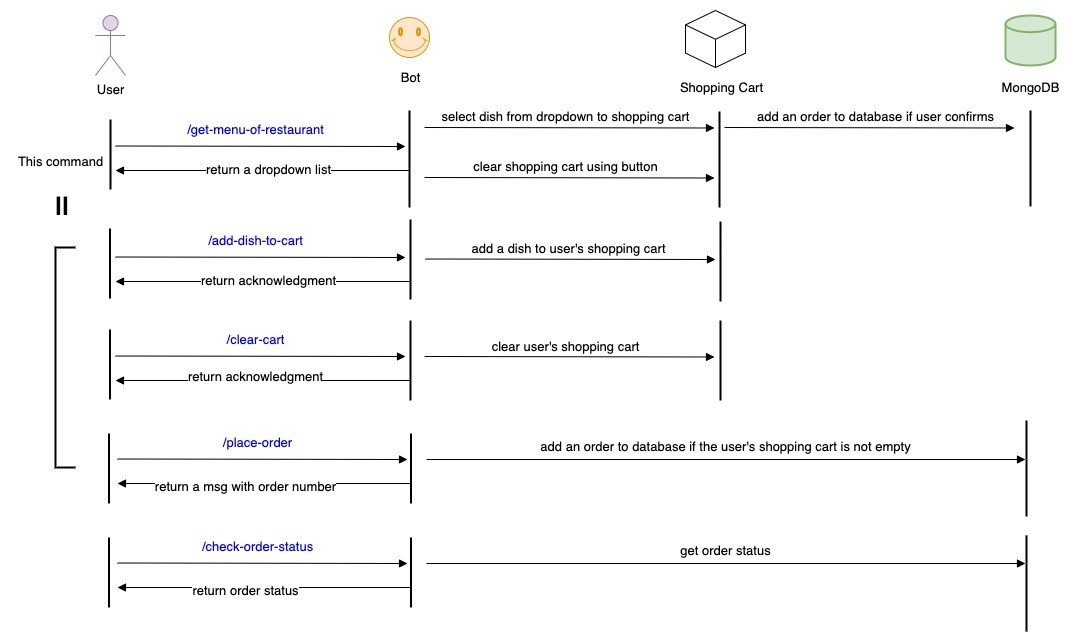 User
Bot
Shopping Cart
MongoDB
/get-menu-of-restaurant
select dish from dropdown to shopping cart
add an order to database if user confirms
This command
return a dropdown list
clear shopping cart using button
/add-dish-to-cart
add a dish to user's shopping cart
return acknowledgment
/clear-cart
clear user's shopping cart
return acknowledgment
/place-order
add an order to database if the user's shopping cart is not empty
return a msg with order number
/check-order-status
get order status
return order status